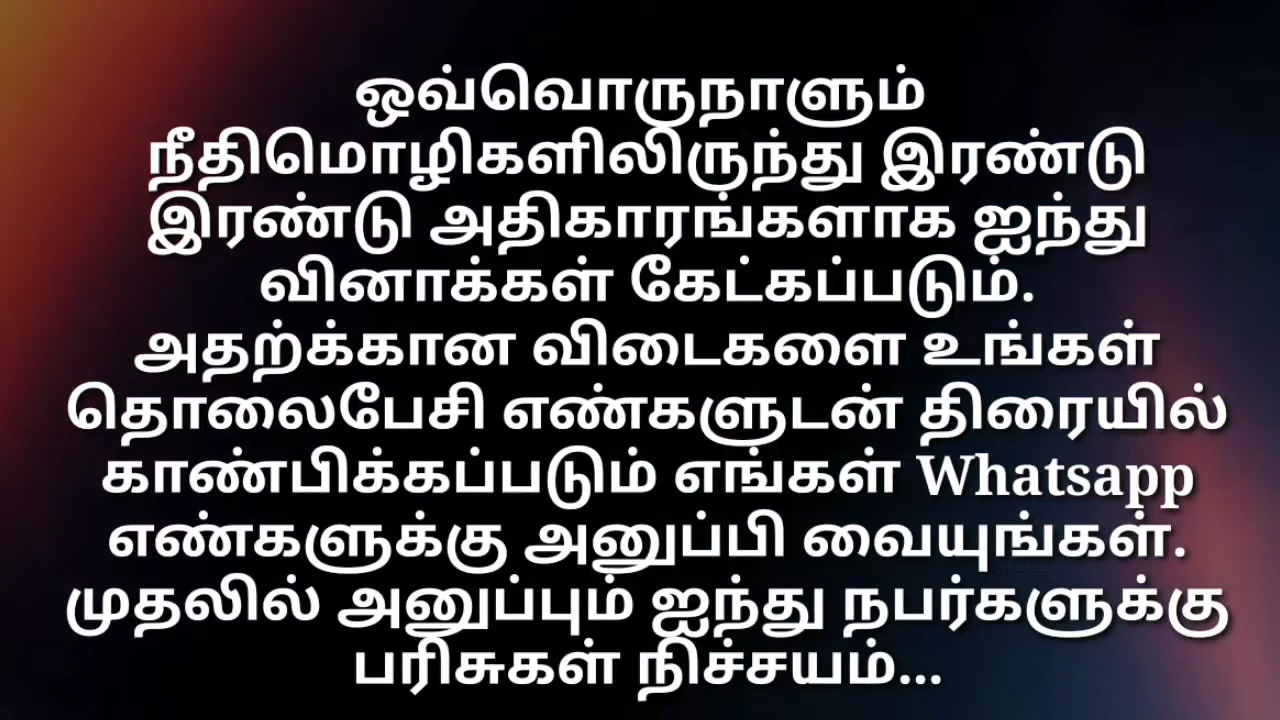 ஒவ்வொருநாளும்
நீதிமொழிகளிலிருந்து இரண்டு
இரண்டு அதிகாரங்களாக ஐந்து
வினாக்கள் கேட்கப்படும்.
அதற்க்கான விடைகளை உங்கள்
தொலைபேசி எண்களுடன் திரையில்
காண்பிக்கப்படும் எங்கள் Whatsapp
எண்களுக்கு அனுப்பி வையுங்கள்.
முதலில் அனுப்பும் ஐந்து நபர்களுக்கு
பரிசுகள் நிச்சயம்...